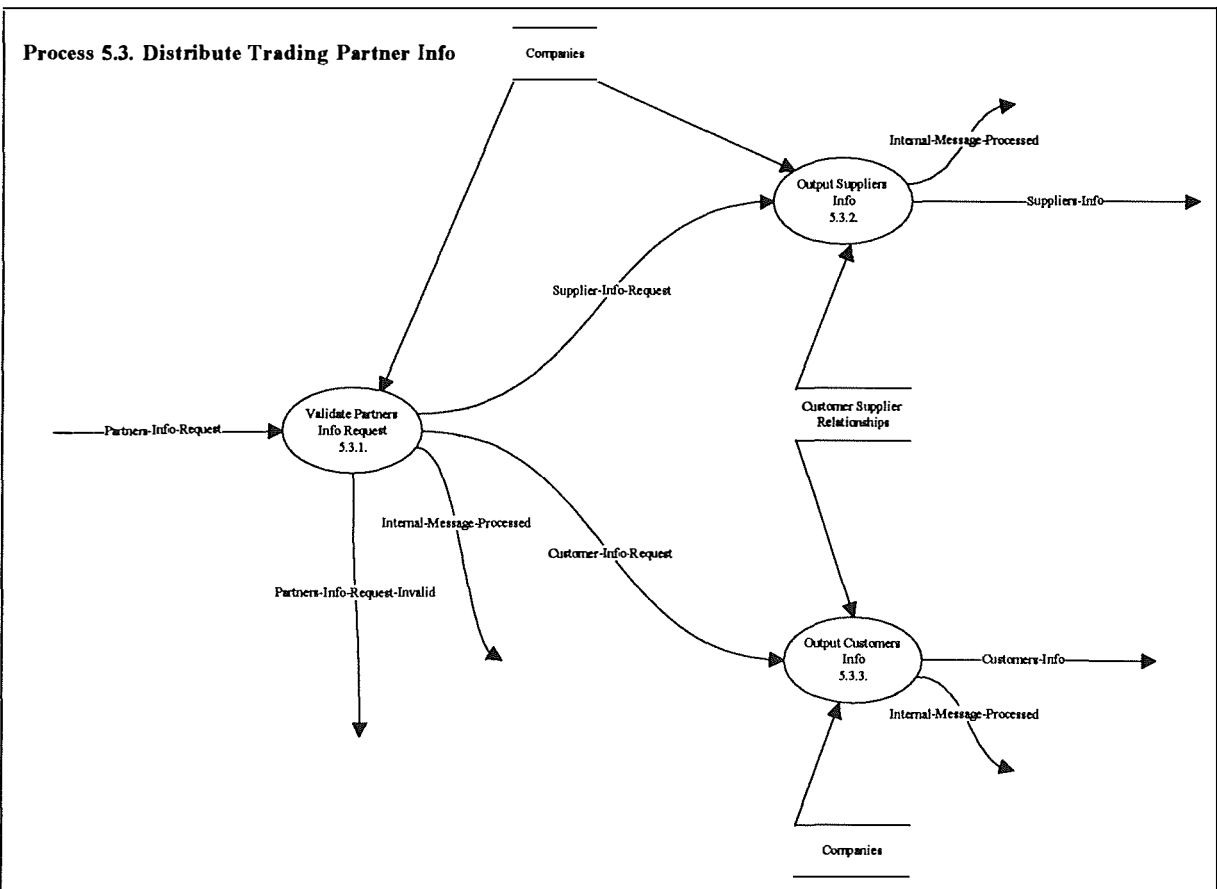 Process 5.3. Distribute Trading Partner Info
Companies
Internal-Message-Processed
Output Suppliers
Info
5.3.2.
Suppliers-Info
Supplier-Info-Request
Customer Supplier
Relationships
Validate Partners
Info Request
5.3.1.
Partners-Info-Request
Internal-Message-Processed
Customer-Info-Request
Partners-Info-Request-Invalid
Output Customers
Info
5.3.3.
Customers-Info
Internal-Message-Processed
Companies